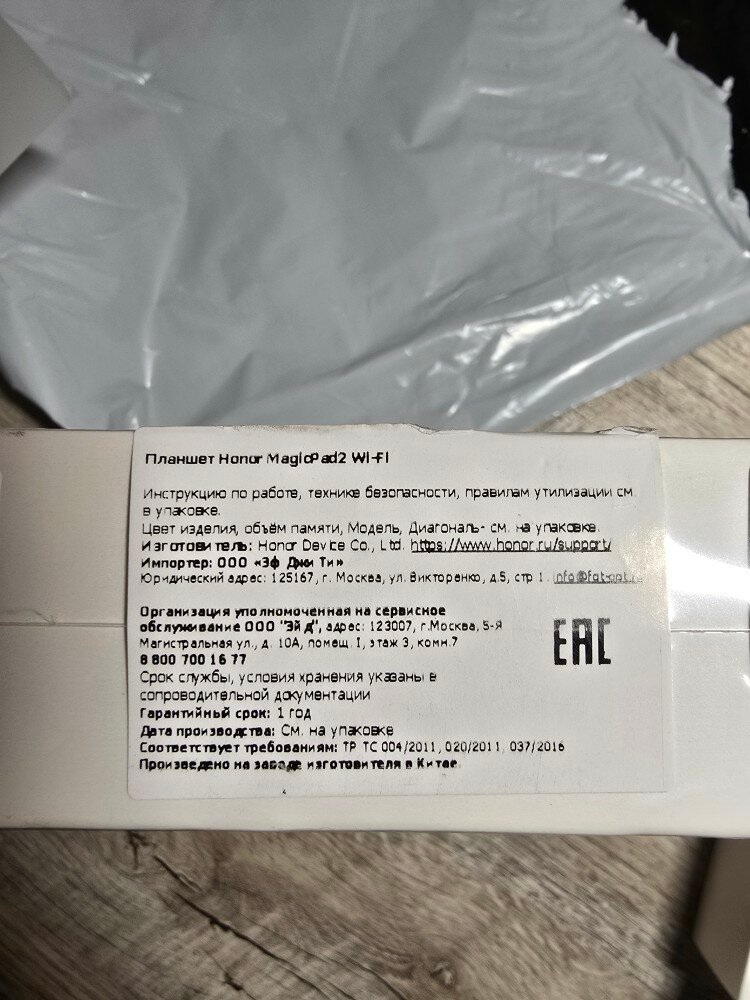 Планшет Honor MagicPad2 Wi-Fi
Инструкцию по работе, технике безопасности, правилам утилизации см.
в упаковке.
Цвет изделия, объём памяти, Модель, Диагональ- см. на упаковке.
Изготовитель: Honor Device Co., Ltd. https://www.honor.ru/support/
Импортер: ООО «Эф Джи Ти»
Юридический адрес: 125167, г. Москва, ул. Викторенко, д.5, стр 1.
Организация уполномоченная на сервисное
обслуживание ООО "Эй Д", адрес: 123007, г.Москва, 5-я
Магистральная ул., д. 10А, помещ. I, этаж 3, комн.7
8 800 700 16 77
Срок службы, условия хранения указаны в
сопроводительной документации
Гарантийный срок: 1 год
Дата производства: См. на упаковке
Соответствует требованиям: ТР ТС 004/2011, 020/2011, 037/2016
Произведено на заводе изготовителя в Китае
EAC